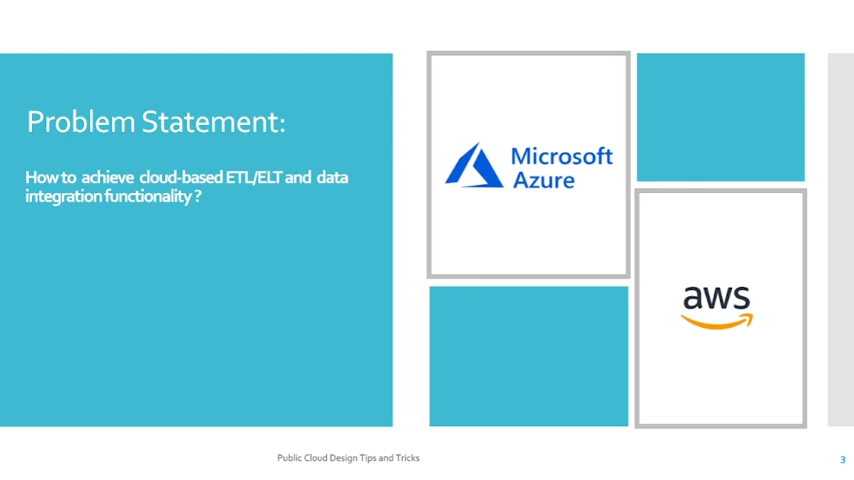 Problem Statement:
How to achieve cloud-based ETL/ELT and data
integration functionality ?
Microsoft
Azure
aws
Public Cloud Design Tips and Tricks
3